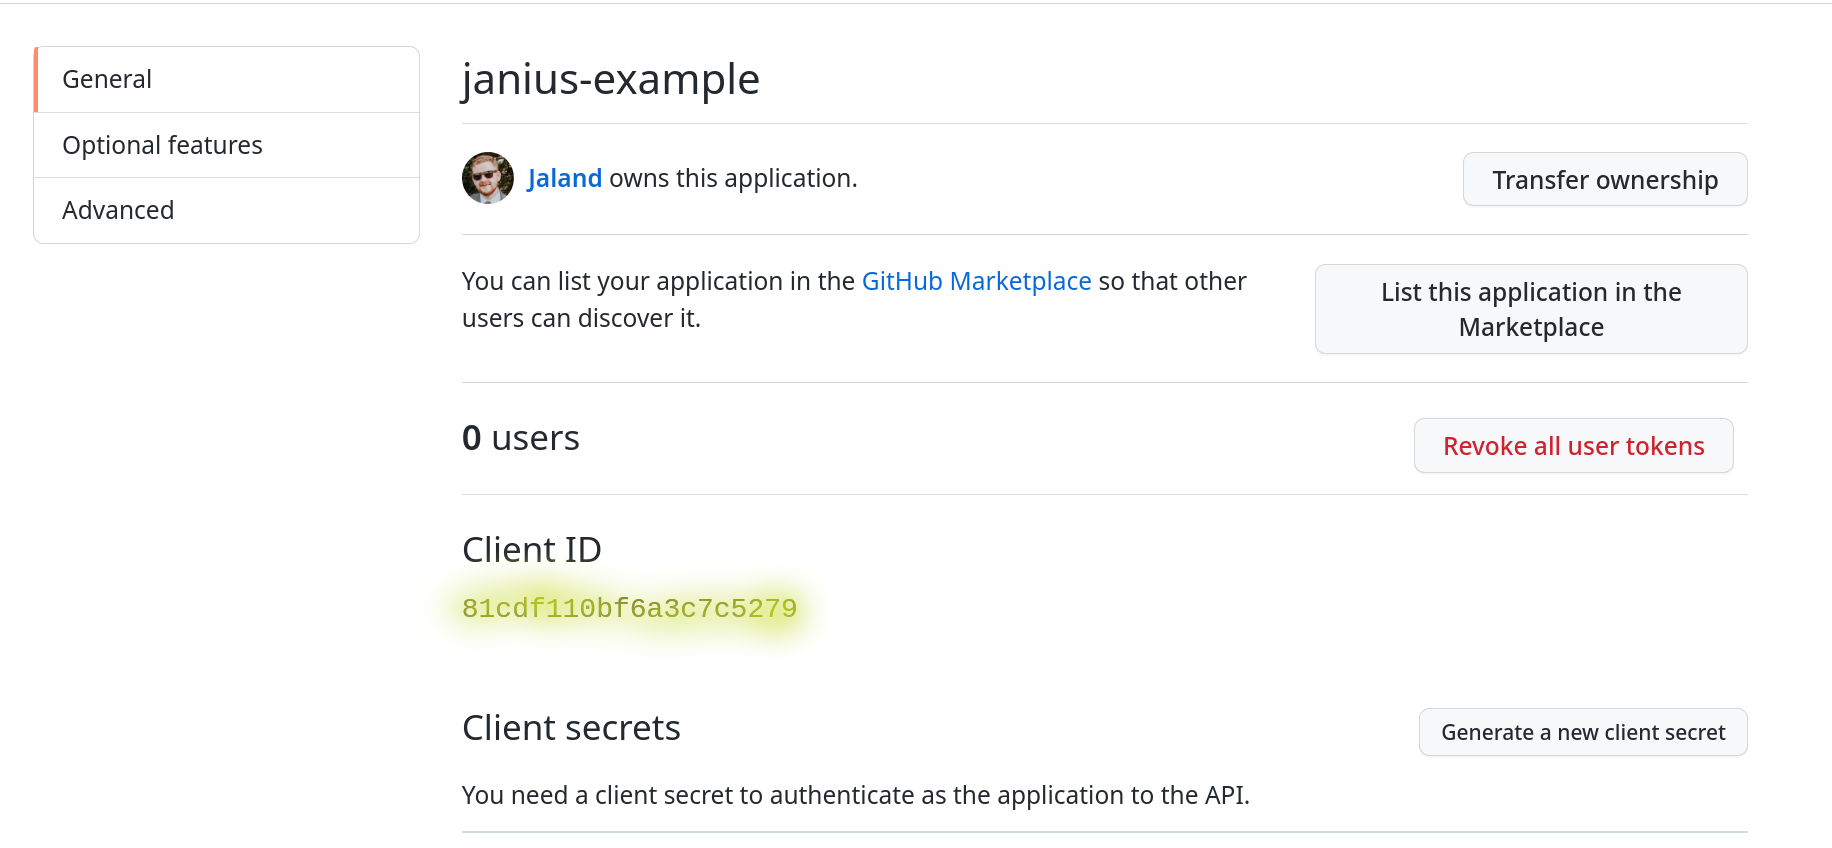 General
Optional features
Advanced
janius-example
Jaland owns this application.
Transfer ownership
You can list your application in the GitHub Marketplace so that other
users can discover it.
List this application in the
Marketplace
0 users
Revoke all user tokens
Client ID
81cdf110bf6a3c7c5279
Client secrets
Generate a new client secret
You need a client secret to authenticate as the application to the API.